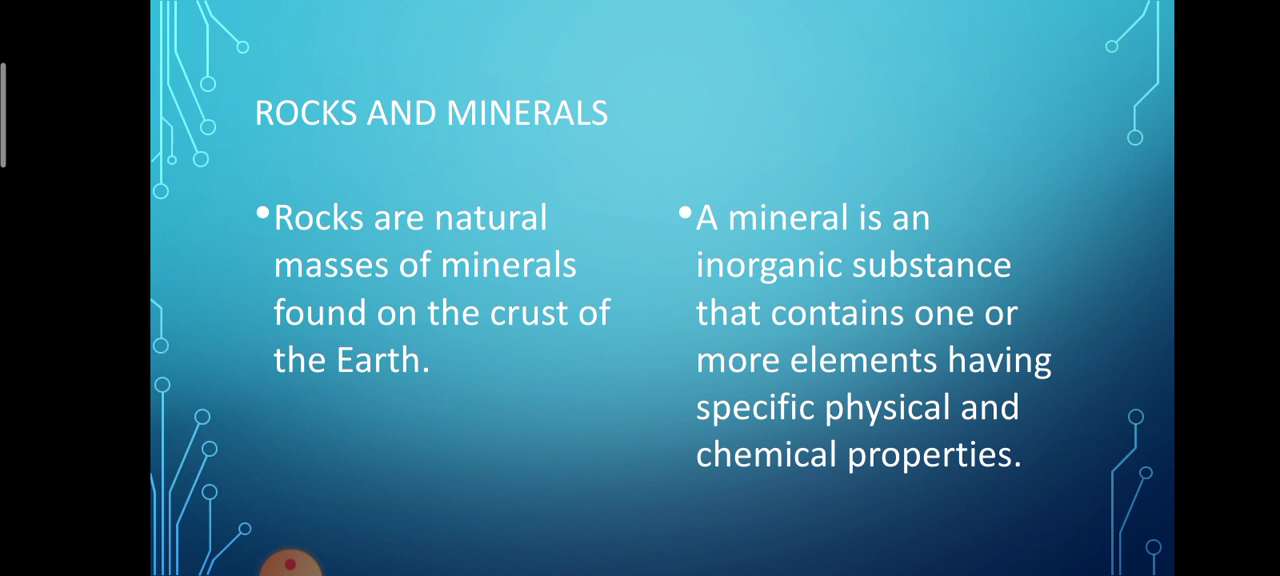 ROCKS AND MINERALS
•Rocks are natural
masses of minerals
found on the crust of
the Earth.
•A mineral is an
inorganic substance
that contains one or
more elements having
specific physical and
chemical properties.